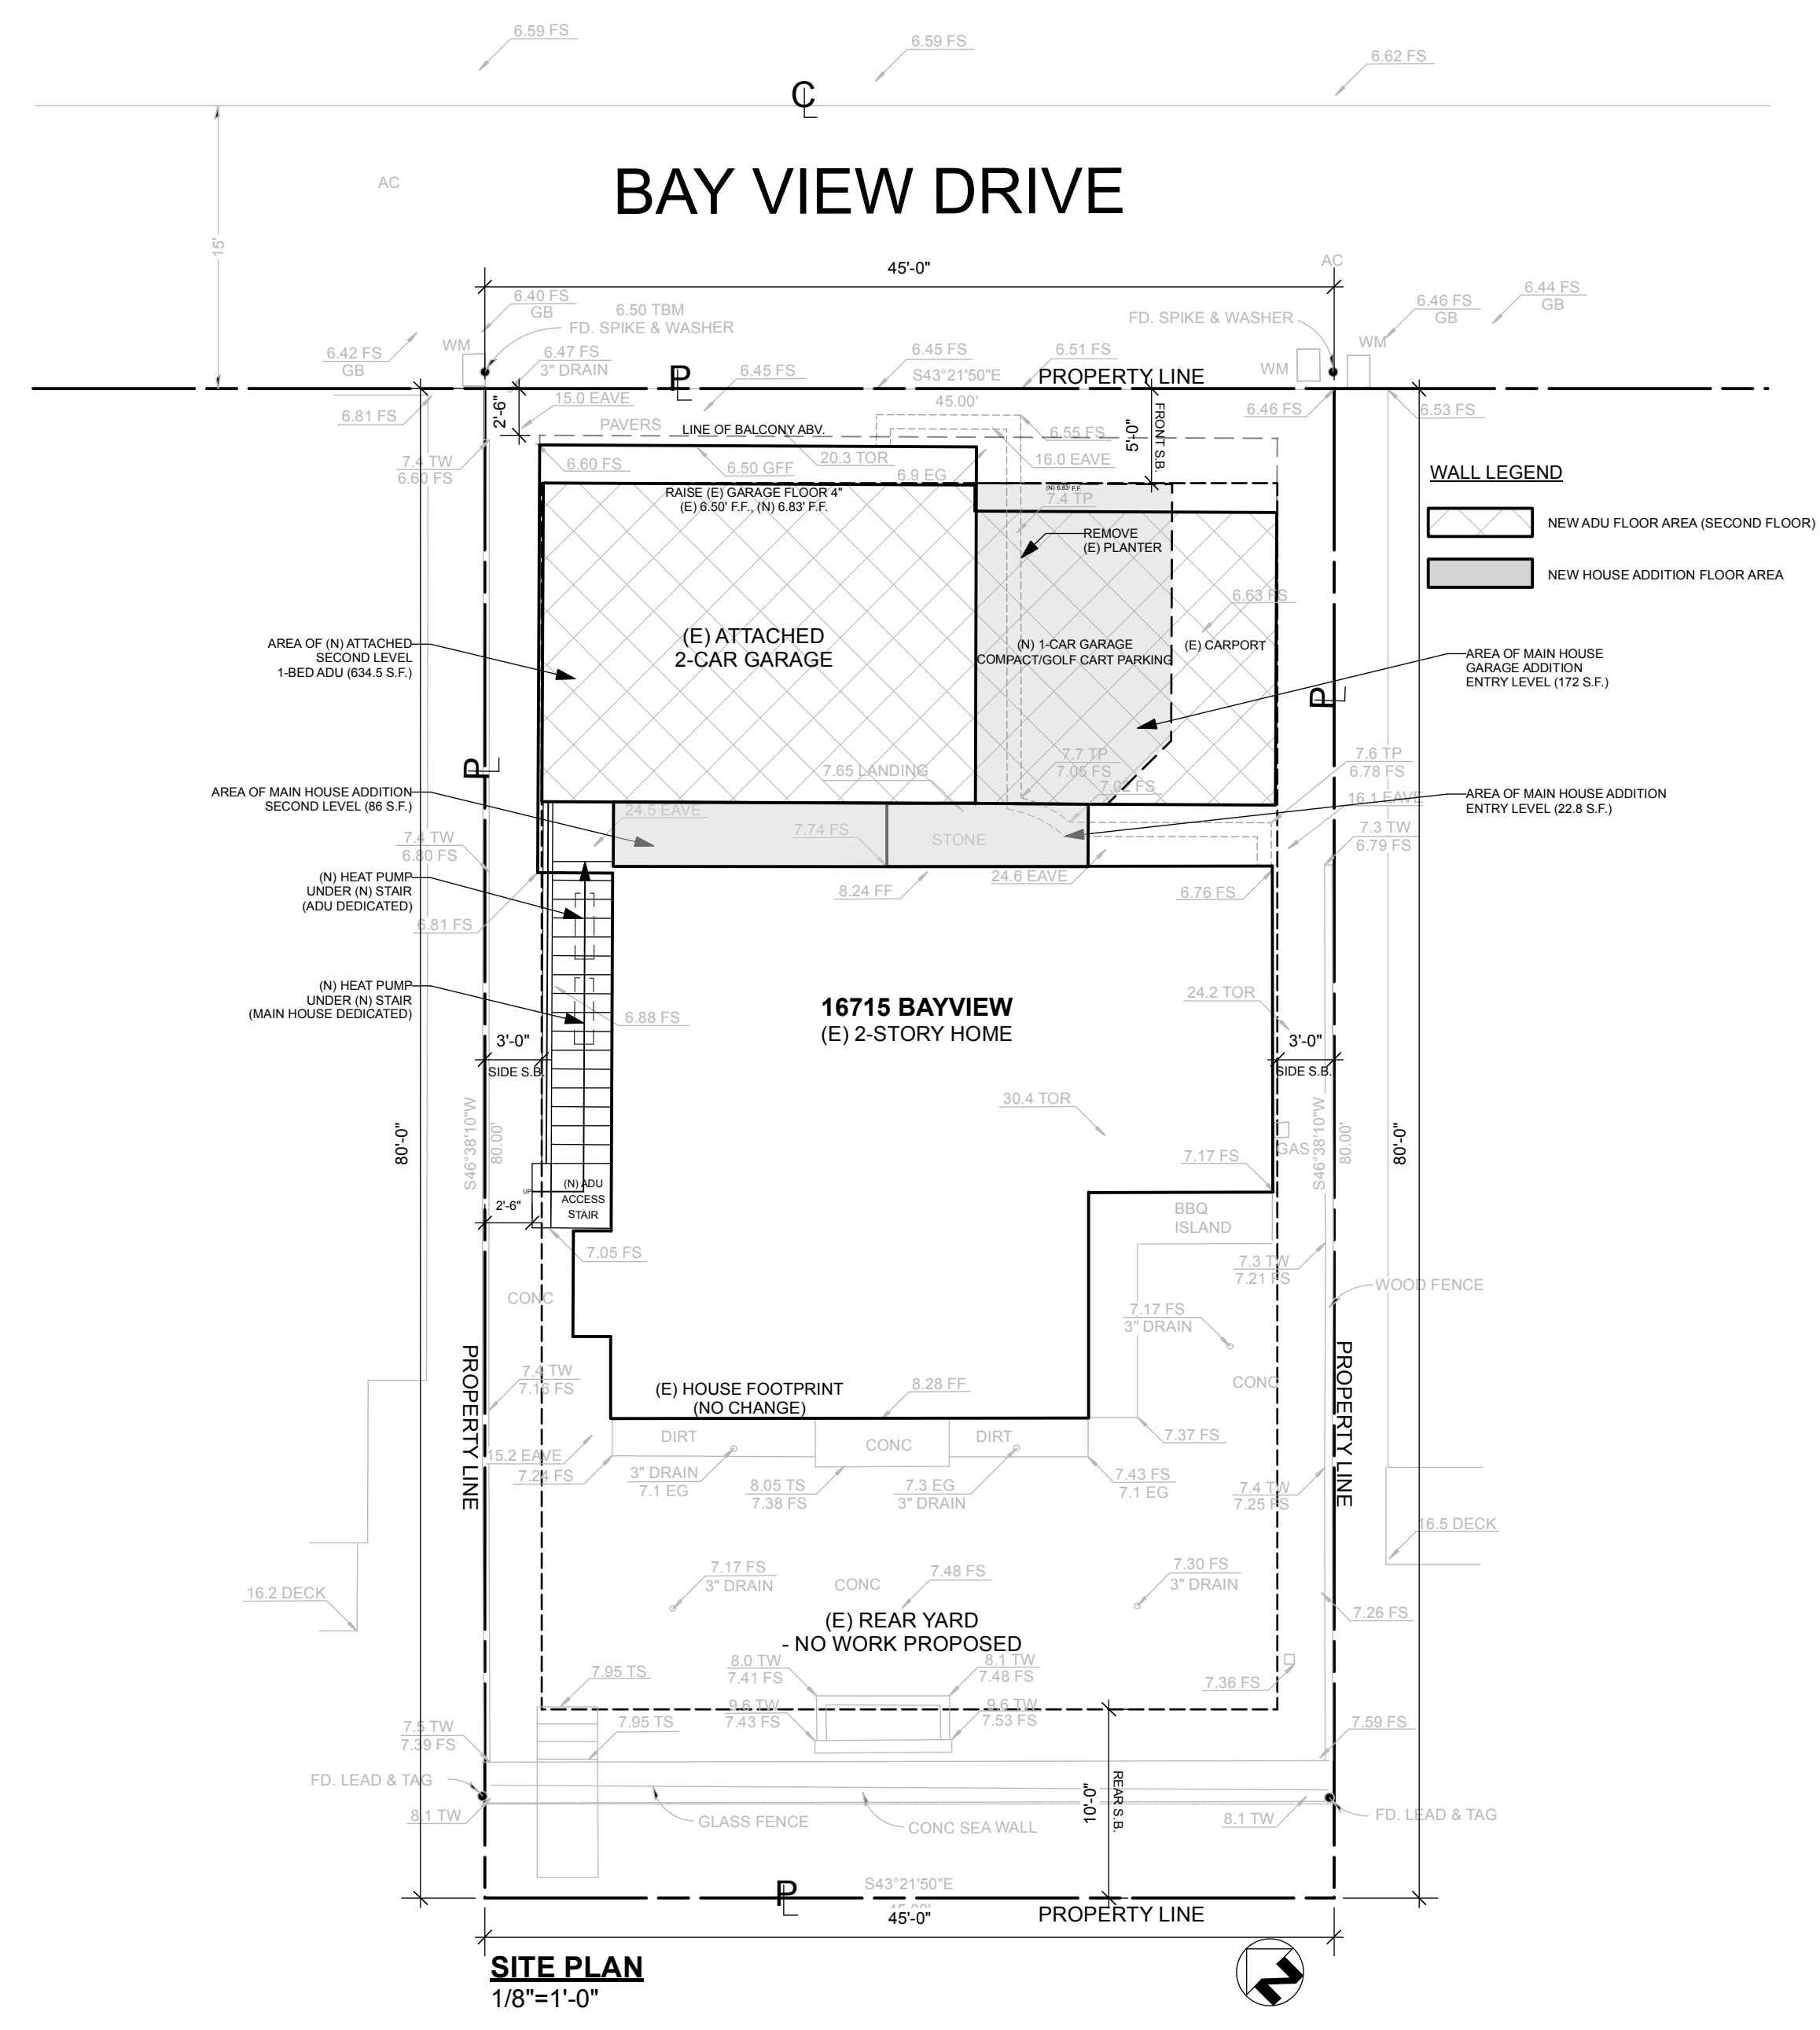 6.59 FS
6.59 FS
6.62 FS
CL
AC
BAY VIEW DRIVE
15'
45'-0"
AC
6.40 FS
GB
6.50 TBM
FD. SPIKE & WASHER
FD. SPIKE & WASHER
6.46 FS
GB
6.44 FS
GB
6.42 FS
GB
WM
6.47 FS
3" DRAIN
6.45 FS
6.45 FS
6.51 FS
WM
WM
S43°21'50"E
PL
PROPERTY LINE
45.00'
6.81 FS
2'-6"
15.0 EAVE
PAVERS
LINE OF BALCONY ABV.
6.55 FS
5'-0"
FRONT S.B.
6.46 FS
6.53 FS
7.4 TW
6.60 FS
6.60 FS
6.50 GFF
20.3 TOR
6.9 EG
16.0 EAVE
WALL LEGEND
NEW ADU FLOOR AREA (SECOND FLOOR)
NEW HOUSE ADDITION FLOOR AREA
RAISE (E) GARAGE FLOOR 4"
(E) 6.50' F.F., (N) 6.83' F.F.
(N) 6.83' F.F.
7.4 TP
REMOVE
(E) PLANTER
6.63 FS
(E) ATTACHED
2-CAR GARAGE
(N) 1-CAR GARAGE
COMPACT/GOLF CART PARKING
(E) CARPORT
AREA OF (N) ATTACHED
SECOND LEVEL
1-BED ADU (634.5 S.F.)
AREA OF MAIN HOUSE
GARAGE ADDITION
ENTRY LEVEL (172 S.F.)
PL
PL
7.65 LANDING
7.7 TP
7.05 FS
7.02 FS
7.6 TP
6.78 FS
AREA OF MAIN HOUSE ADDITION
SECOND LEVEL (86 S.F.)
16.1 EAVE
AREA OF MAIN HOUSE ADDITION
ENTRY LEVEL (22.8 S.F.)
24.5 EAVE
7.74 FS
STONE
7.4 TW
6.80 FS
7.3 TW
6.79 FS
(N) HEAT PUMP
UNDER (N) STAIR
(ADU DEDICATED)
8.24 FF
24.6 EAVE
6.76 FS
6.81 FS
(N) HEAT PUMP
UNDER (N) STAIR
(MAIN HOUSE DEDICATED)
6.88 FS
16715 BAYVIEW
(E) 2-STORY HOME
24.2 TOR
3'-0"
SIDE S.B.
3'-0"
SIDE S.B.
30.4 TOR
80'-0"
S46°38'10"W
80.00'
GAS
S46°38'10"W
80.00'
80'-0"
7.17 FS
UP
(N) ADU
ACCESS
STAIR
2'-6"
BBQ
ISLAND
7.05 FS
7.3 TW
7.21 FS
WOOD FENCE
CONC
7.17 FS
3" DRAIN
PROPERTY LINE
PROPERTY LINE
7.4 TW
7.16 FS
(E) HOUSE FOOTPRINT
(NO CHANGE)
8.28 FF
CONC
DIRT
CONC
DIRT
7.37 FS
15.2 EAVE
7.24 FS
3" DRAIN
7.1 EG
8.05 TS
7.38 FS
7.3 EG
3" DRAIN
7.43 FS
7.1 EG
7.4 TW
7.25 FS
16.5 DECK
7.17 FS
3" DRAIN
CONC
7.48 FS
7.30 FS
3" DRAIN
16.2 DECK
7.26 FS
(E) REAR YARD
- NO WORK PROPOSED
7.95 TS
8.0 TW
7.41 FS
8.1 TW
7.48 FS
7.36 FS
9.6 TW
7.43 FS
9.6 TW
7.53 FS
7.5 TW
7.39 FS
7.95 TS
7.59 FS
FD. LEAD & TAG
8.1 TW
GLASS FENCE
CONC SEA WALL
10'-0"
REAR S.B.
8.1 TW
FD. LEAD & TAG
S43°21'50"E
PL
45.00'
45'-0"
PROPERTY LINE
SITE PLAN
1/8"=1'-0"
N